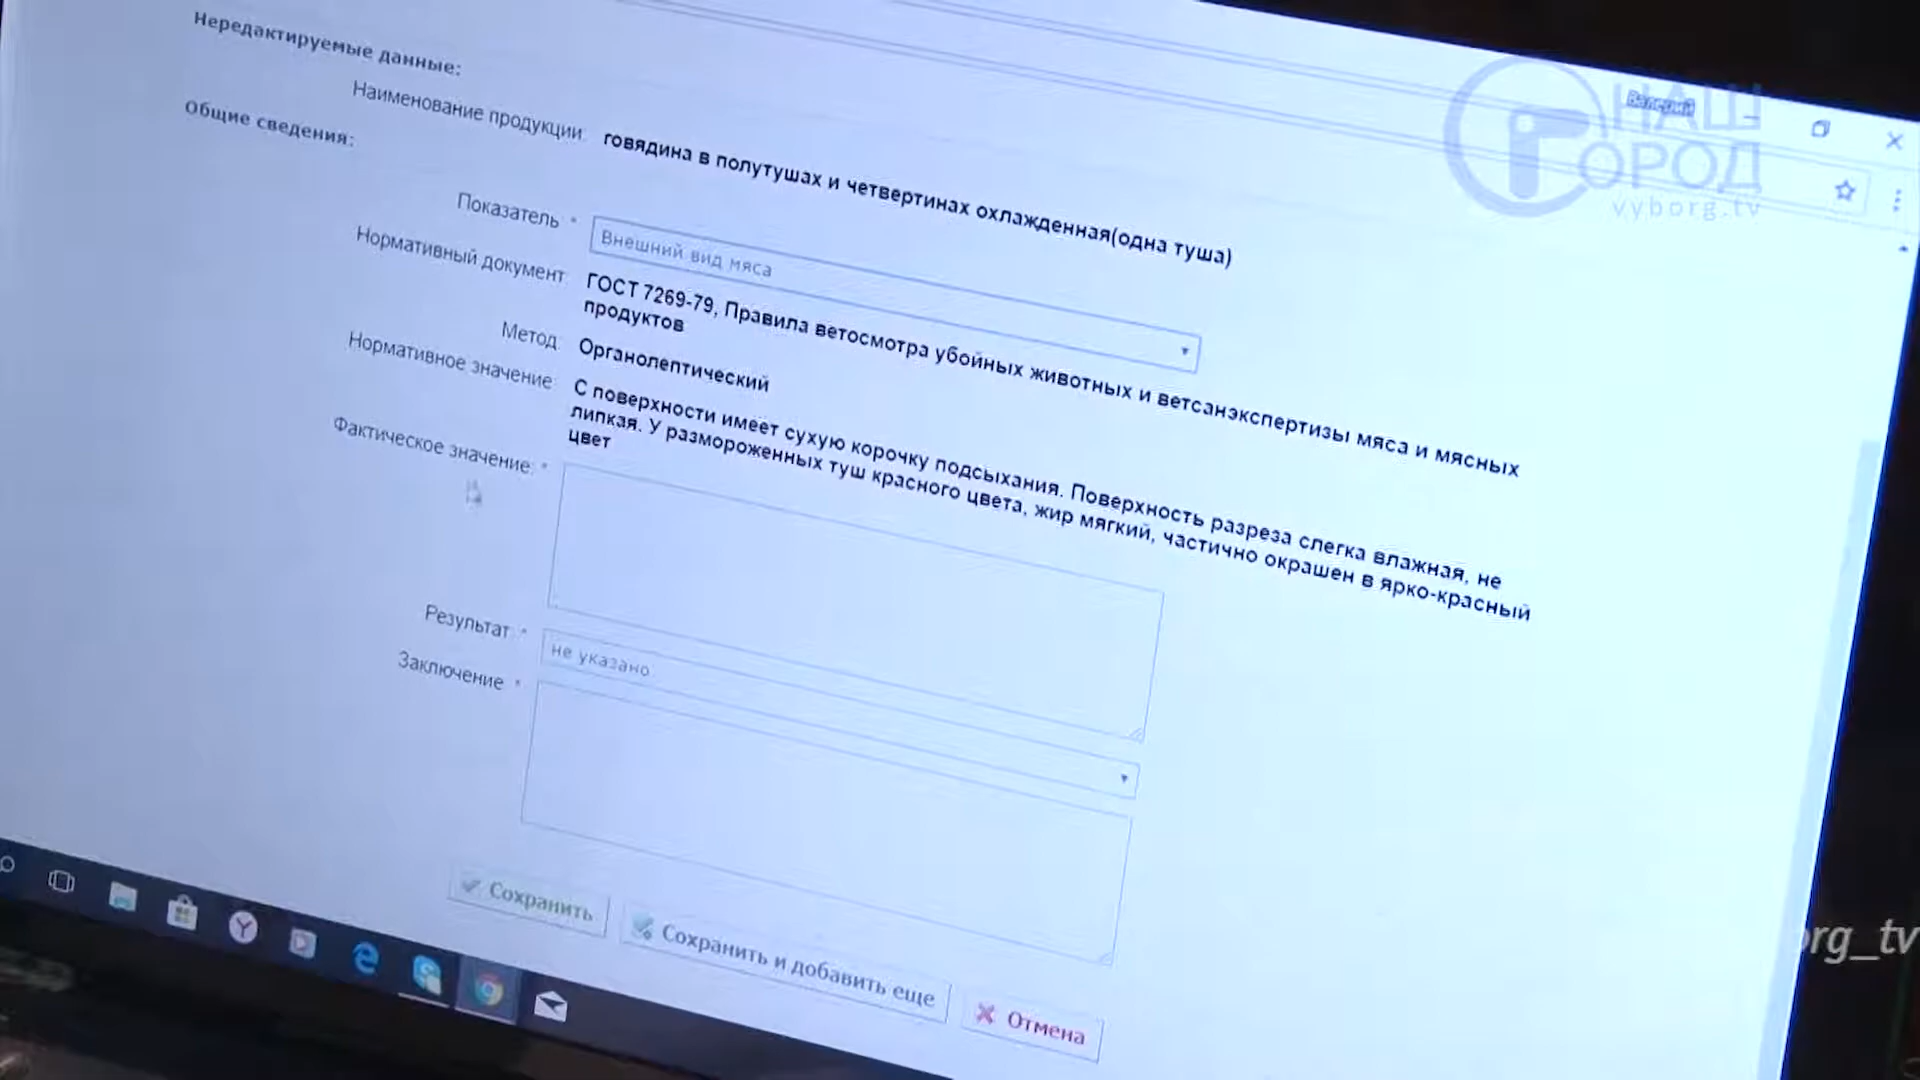 Нередактируемые данные:
Наименование продукции: говядина в полутушах и четвертинах охлажденная(одна туша)
Общие сведения:
Показатель * Внешний вид мяса
Нормативный документ: ГОСТ 7269-79, Правила ветосмотра убойных животных и ветсанэкспертизы мяса и мясных
продуктов
Метод: Органолептический
Нормативное значение: С поверхности имеет сухую корочку подсыхания. Поверхность разреза слегка влажная, не
липкая. У размороженных туш красного цвета, жир мягкий, частично окрашен в ярко-красный
цвет
Фактическое значение: *
Результат * не указано
Заключение *
Сохранить
Сохранить и добавить еще
Отмена
Валерий
НАШ
ГОРОД
vyborg.tv
org_tv